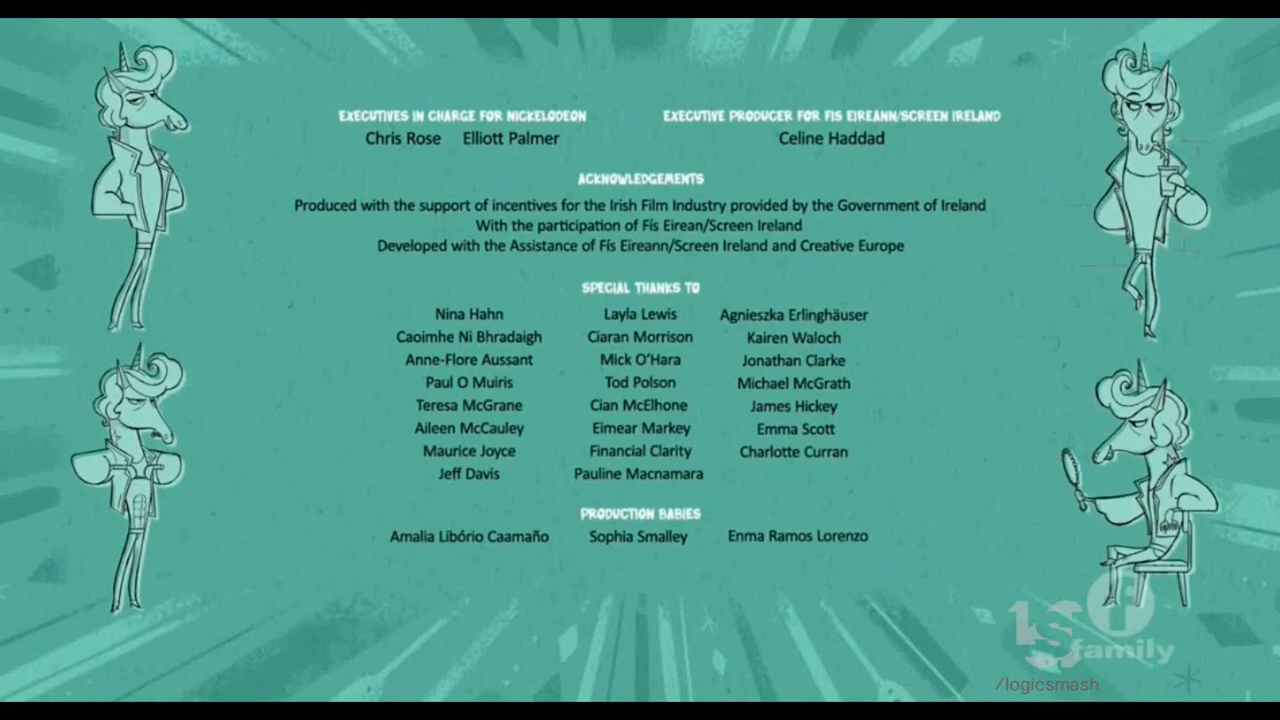 EXECUTIVES IN CHARGE FOR NICKELODEON
Chris Rose Elliott Palmer
EXECUTIVE PRODUCER FOR FIS EIREANN/SCREEN IRELAND
Celine Haddad
ACKNOWLEDGEMENTS
Produced with the support of incentives for the Irish Film Industry provided by the Government of Ireland
With the participation of Fís Eirean/Screen Ireland
Developed with the Assistance of Fís Eireann/Screen Ireland and Creative Europe
SPECIAL THANKS TO
Nina Hahn Layla Lewis Agnieszka Erlinghäuser
Caoimhe Ni Bhradaigh Ciaran Morrison Kairen Waloch
Anne-Flore Aussant Mick O'Hara Jonathan Clarke
Paul O Muiris Tod Polson Michael McGrath
Teresa McGrane Cian McElhone James Hickey
Aileen McCauley Eimear Markey Emma Scott
Maurice Joyce Financial Clarity Charlotte Curran
Jeff Davis Pauline Macnamara
PRODUCTION BABIES
Amalia Libório Caamaño Sophia Smalley Enma Ramos Lorenzo
f
1S
family
/logicsmash